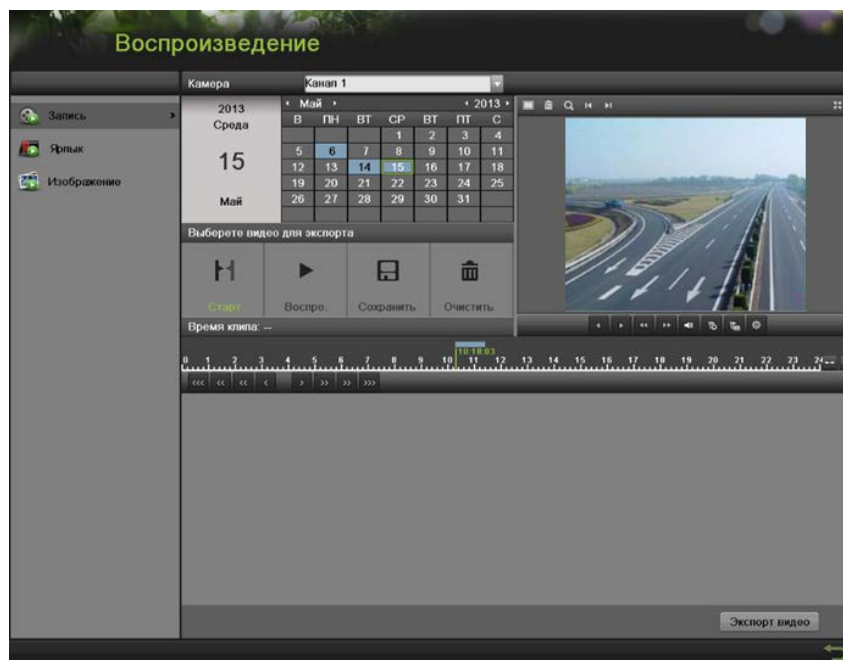 Воспроизведение
Камера Канал 1
Запись
Ярлык
Изображение
2013
Среда
15
Май
Май 2013
В ПН ВТ СР ВТ ПТ С
1 2 3 4
5 6 7 8 9 10 11
12 13 14 15 16 17 18
19 20 21 22 23 24 25
26 27 28 29 30 31
Выберете видео для экспорта
Старт Воспро. Сохранить Очистить
Время клипа: --
10:18:03
0 1 2 3 4 5 6 7 8 9 10 11 12 13 14 15 16 17 18 19 20 21 22 23 24
Экспорт видео